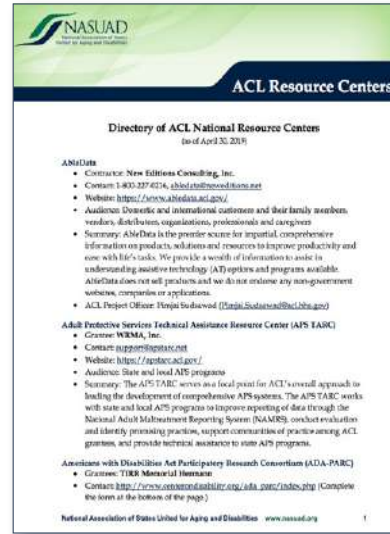 NASUAD
National Association of States
United for Aging and Disabilities
ACL Resource Centers
Directory of ACL National Resource Centers
(as of April 30, 2019)
AbleData
• Contractor: New Editions Consulting, Inc.
• Contact: 1-800-227-0216, abledata@neweditions.net
• Website: https://www.abledata.acl.gov/
• Audience: Domestic and international customers and their family members,
vendors, distributors, organizations, professionals and caregivers
• Summary: AbleData is the premier source for impartial, comprehensive
information on products, solutions and resources to improve productivity and
ease with life's tasks. We provide a wealth of information to assist in
understanding assistive technology (AT) options and programs available.
AbleData does not sell products and we do not endorse any non-government
websites, companies or applications.
• ACL Project Officer: Pimjai Sudsawad (Pimjai.Sudsawad@acl.hhs.gov)
Adult Protective Services Technical Assistance Resource Center (APS TARC)
• Grantee: WRMA, Inc.
• Contact: support@apstarc.net
• Website: https://apstarc.acl.gov/
• Audience: State and local APS programs
• Summary: The APS TARC serves as a focal point for ACL's overall approach to
leading the development of comprehensive APS systems. The APS TARC works
with state and local APS programs to improve reporting of data through the
National Adult Maltreatment Reporting System (NAMRS), conduct evaluation
and identify promising practices, support communities of practice among ACL
grantees, and provide technical assistance to state APS programs.
Americans with Disabilities Act Participatory Research Consortium (ADA-PARC)
• Grantees: TIRR Memorial Hermann
• Contact: http://www.centerondisability.org/ada_parc/index.php (Complete
the form at the bottom of the page.)
National Association of States United for Aging and Disabilities www.nasuad.org 1